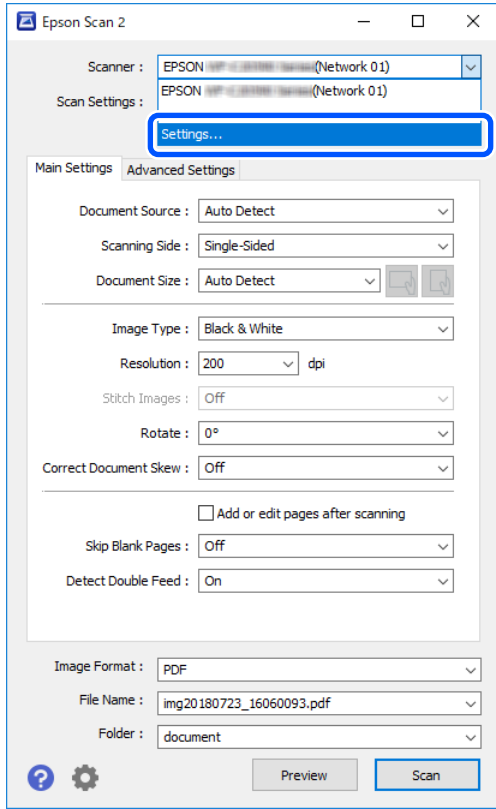 Epson Scan 2
Scanner : EPSON (Network 01)
EPSON (Network 01)
Scan Settings :
Settings...
Main Settings Advanced Settings
Document Source : Auto Detect
Scanning Side : Single-Sided
Document Size : Auto Detect
Image Type : Black & White
Resolution : 200 dpi
Stitch Images : Off
Rotate : 0°
Correct Document Skew : Off
Add or edit pages after scanning
Skip Blank Pages : Off
Detect Double Feed : On
Image Format : PDF
File Name : img20180723_16060093.pdf
Folder : document
? Preview Scan